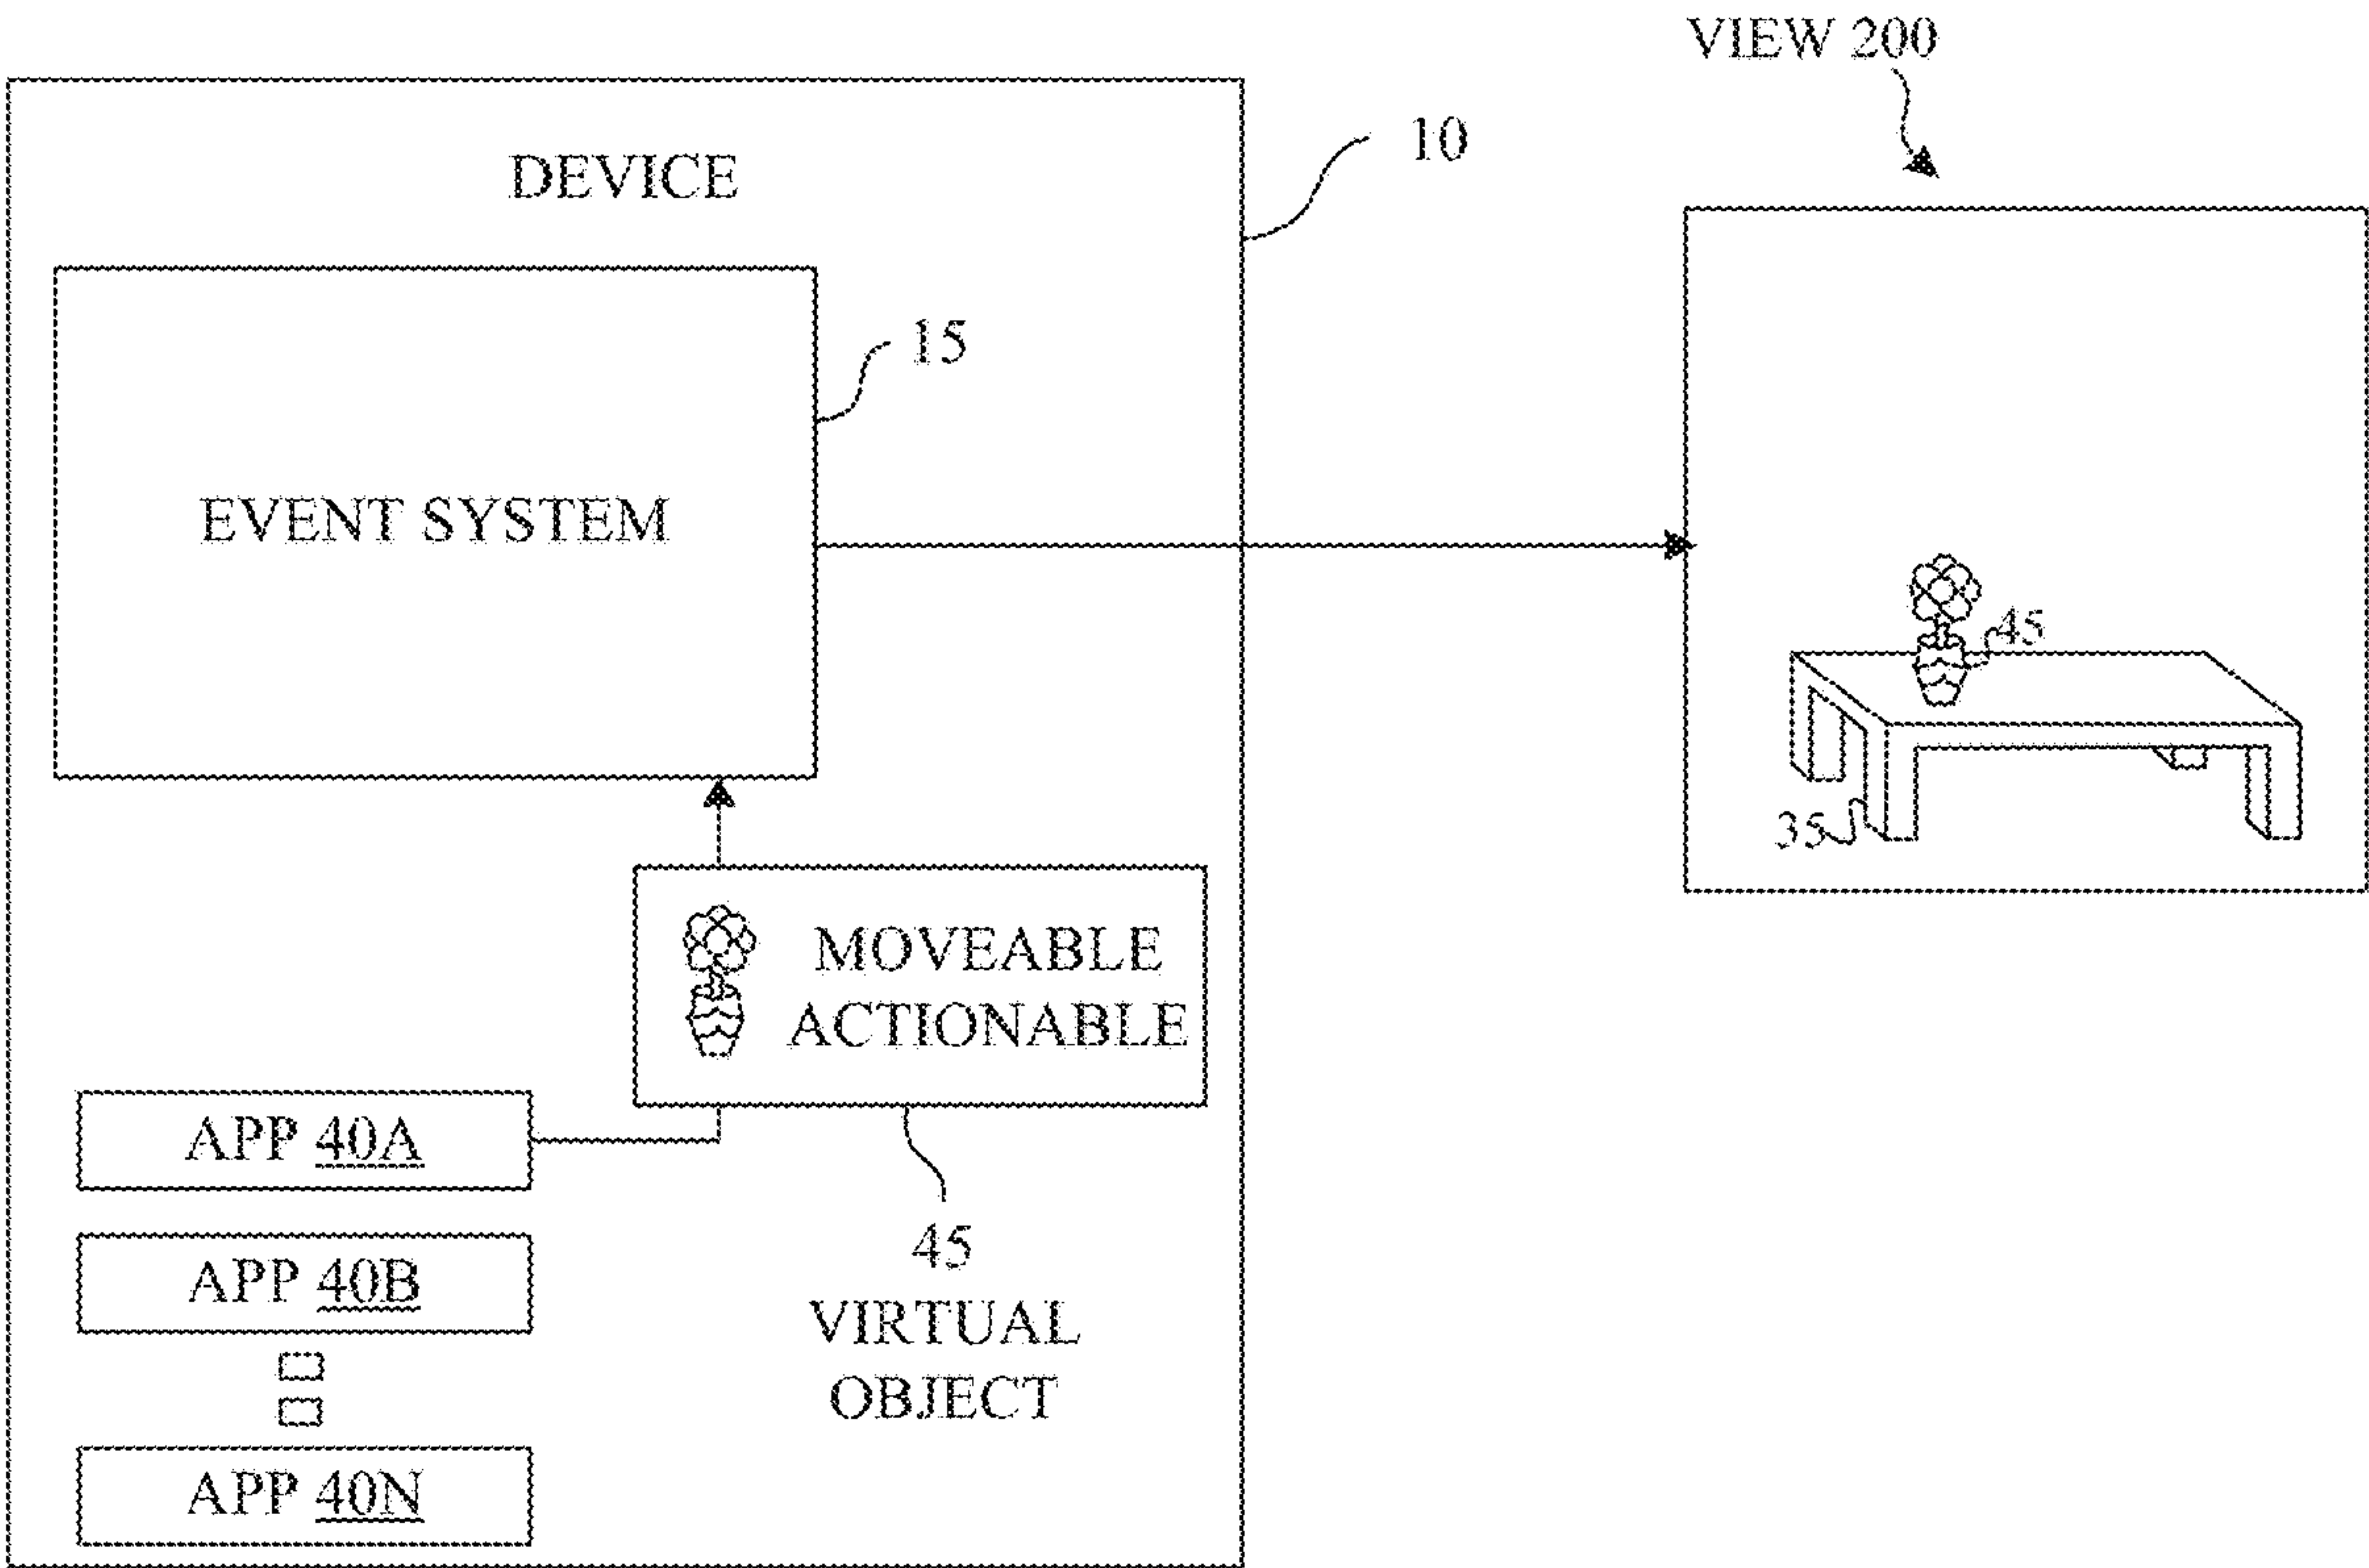 VIEW 200
10
DEVICE
15
EVENT SYSTEM
45
35
MOVEABLE
ACTIONABLE
APP 40A
45
VIRTUAL
OBJECT
APP 40B
APP 40N